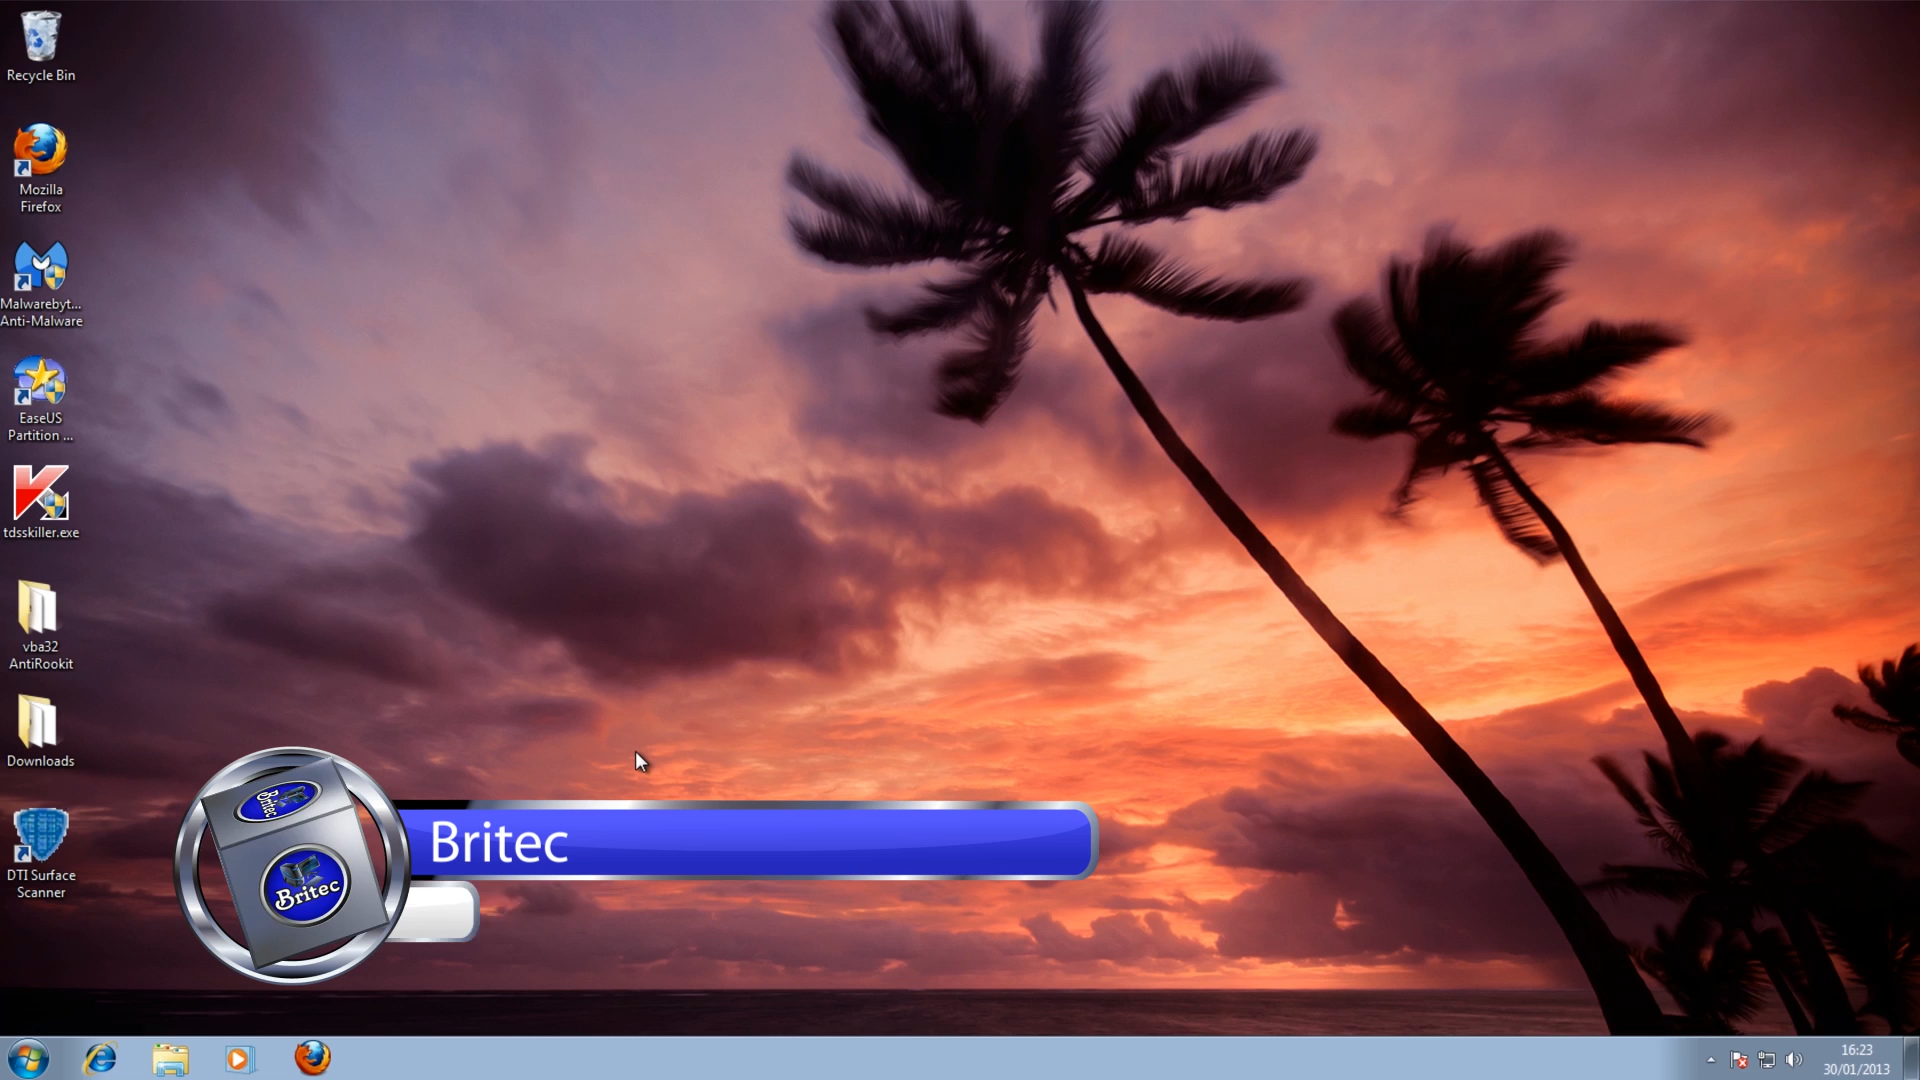 Recycle Bin
Mozilla
Firefox
Malwarebyt...
Anti-Malware
EaseUS
Partition ...
tdsskiller.exe
vba32
AntiRookit
Downloads
DTI Surface
Scanner
Britec
Britec
Britec
16:23
30/01/2013